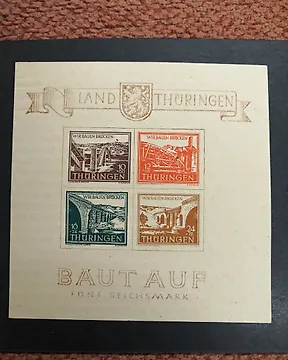 LAND THÜRINGEN
WIR BAUEN BRÜCKEN
THÜRINGEN
WIR BAUEN BRÜCKEN
12
THÜRINGEN
WIR BAUEN BRÜCKEN
THÜRINGEN
WIR BAUEN BRÜCKEN
THÜRINGEN
BAUT AUF
FÜNF REICHSMARK